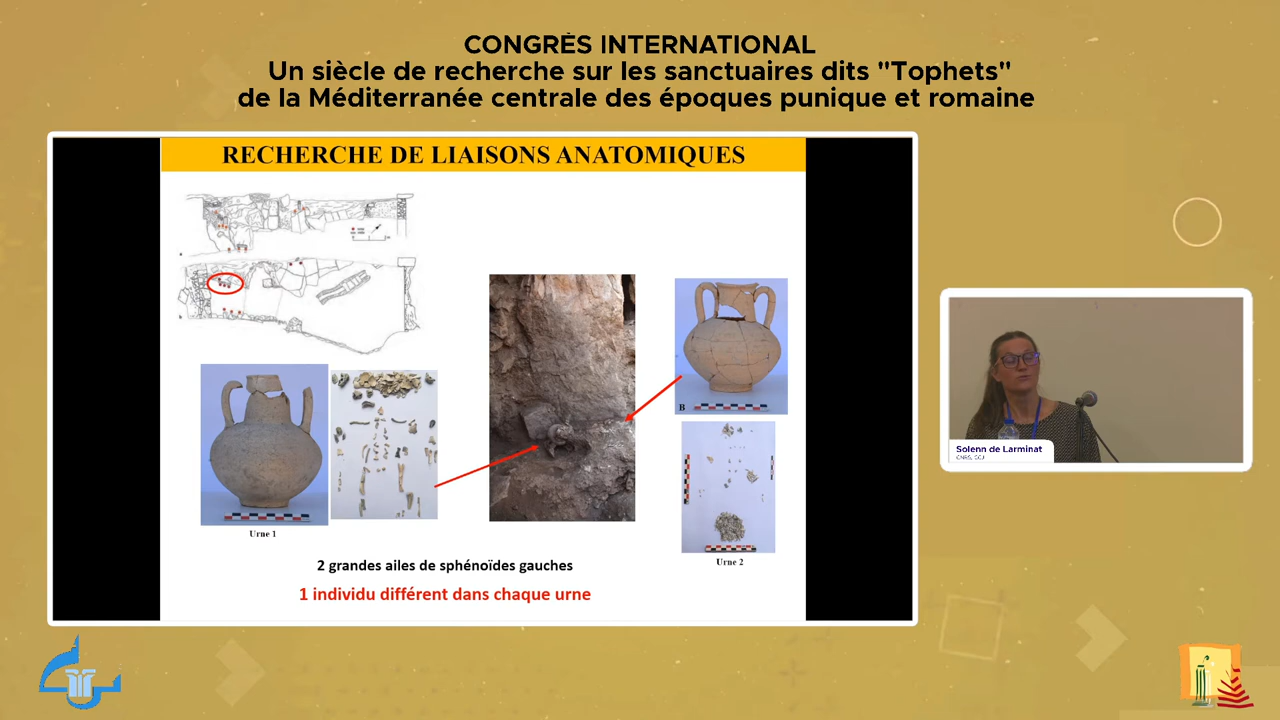 CONGRÈS INTERNATIONAL
Un siècle de recherche sur les sanctuaires dits "Tophets"
de la Méditerranée centrale des époques punique et romaine
RECHERCHE DE LIAISONS ANATOMIQUES
B
Urne 1
Urne 2
2 grandes ailes de sphénoïdes gauches
1 individu différent dans chaque urne
Solenn de Larminat
CNRS, CCJ